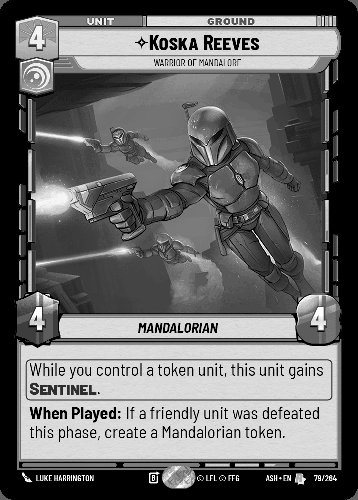 UNIT
GROUND
4
Koska Reeves
WARRIOR OF MANDALORE
4
4
MANDALORIAN
While you control a token unit, this unit gains
SENTINEL.
When Played: If a friendly unit was defeated
this phase, create a Mandalorian token.
LUKE HARRINGTON
© LFL © FFG
ASH • EN
79/264